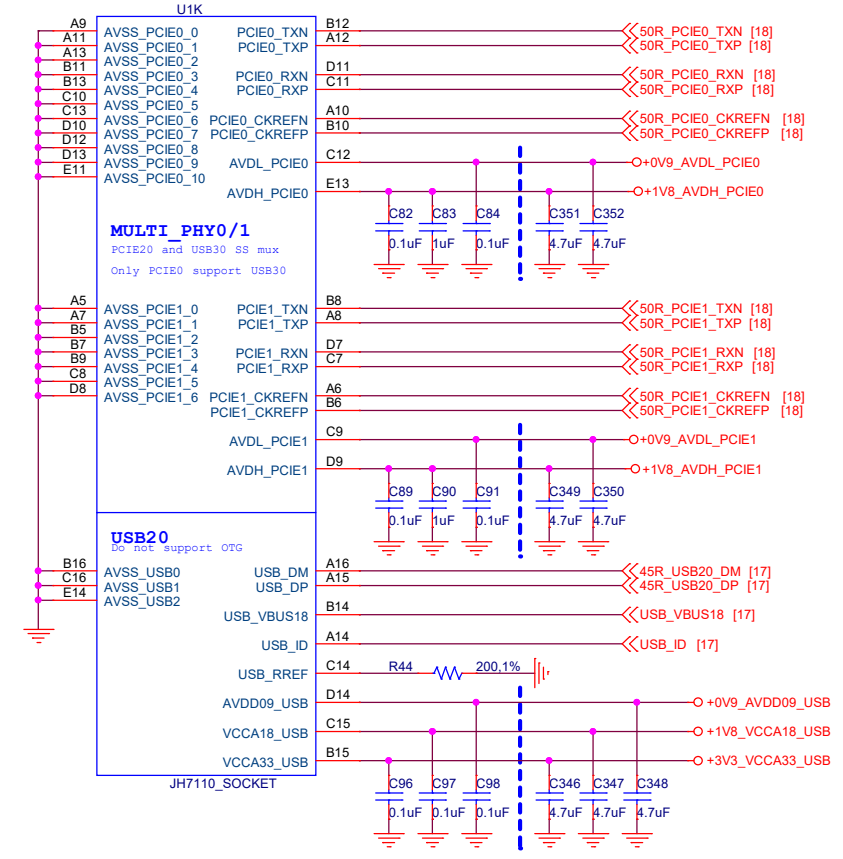 U1K
A9 AVSS_PCIE0_0 PCIE0_TXN B12 50R_PCIE0_TXN [18]
A11 AVSS_PCIE0_1 PCIE0_TXP A12 50R_PCIE0_TXP [18]
A13 AVSS_PCIE0_2
B11 AVSS_PCIE0_3 PCIE0_RXN D11 50R_PCIE0_RXN [18]
B13 AVSS_PCIE0_4 PCIE0_RXP C11 50R_PCIE0_RXP [18]
C10 AVSS_PCIE0_5
C13 AVSS_PCIE0_6 PCIE0_CKREFN A10 50R_PCIE0_CKREFN [18]
D10 AVSS_PCIE0_7 PCIE0_CKREFP B10 50R_PCIE0_CKREFP [18]
D12 AVSS_PCIE0_8
D13 AVSS_PCIE0_9 AVDL_PCIE0 C12 +0V9_AVDL_PCIE0
E11 AVSS_PCIE0_10
AVDH_PCIE0 E13 +1V8_AVDH_PCIE0
C82 C83 C84 C351 C352
0.1uF 1uF 0.1uF 4.7uF 4.7uF
MULTI_PHY0/1
PCIE20 and USB30 SS mux
Only PCIE0 support USB30
A5 AVSS_PCIE1_0 PCIE1_TXN B8 50R_PCIE1_TXN [18]
A7 AVSS_PCIE1_1 PCIE1_TXP A8 50R_PCIE1_TXP [18]
B5 AVSS_PCIE1_2
B7 AVSS_PCIE1_3 PCIE1_RXN D7 50R_PCIE1_RXN [18]
B9 AVSS_PCIE1_4 PCIE1_RXP C7 50R_PCIE1_RXP [18]
C8 AVSS_PCIE1_5
D8 AVSS_PCIE1_6 PCIE1_CKREFN A6 50R_PCIE1_CKREFN [18]
PCIE1_CKREFP B6 50R_PCIE1_CKREFP [18]
AVDL_PCIE1 C9 +0V9_AVDL_PCIE1
AVDH_PCIE1 D9 +1V8_AVDH_PCIE1
C89 C90 C91 C349 C350
0.1uF 1uF 0.1uF 4.7uF 4.7uF
USB20
Do not support OTG
B16 AVSS_USB0 USB_DM A16 45R_USB20_DM [17]
C16 AVSS_USB1 USB_DP A15 45R_USB20_DP [17]
E14 AVSS_USB2
USB_VBUS18 B14 USB_VBUS18 [17]
USB_ID A14 USB_ID [17]
USB_RREF C14 R44 200,1%
AVDD09_USB D14 +0V9_AVDD09_USB
VCCA18_USB C15 +1V8_VCCA18_USB
VCCA33_USB B15 +3V3_VCCA33_USB
JH7110_SOCKET
C96 C97 C98 C346 C347 C348
0.1uF 0.1uF 0.1uF 4.7uF 4.7uF 4.7uF